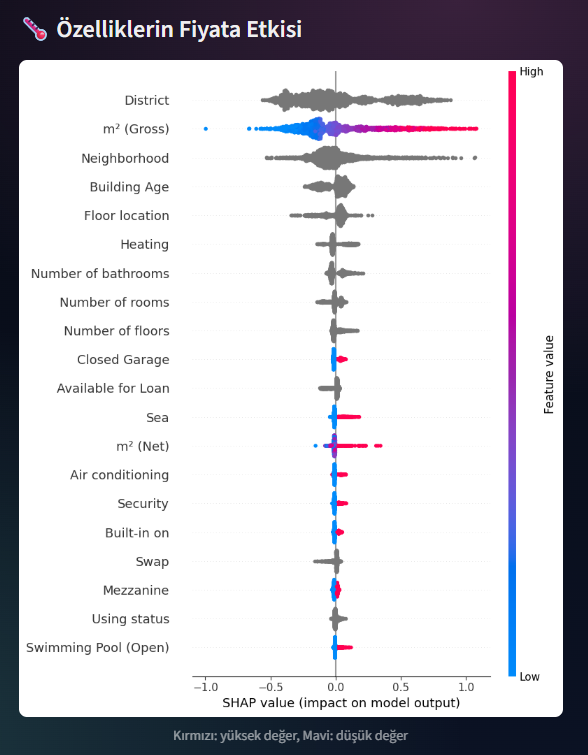 Özelliklerin Fiyata Etkisi
High
District
m² (Gross)
Neighborhood
Building Age
Floor location
Heating
Number of bathrooms
Number of rooms
Number of floors
Closed Garage
Available for Loan
Sea
m² (Net)
Air conditioning
Security
Built-in on
Swap
Mezzanine
Using status
Swimming Pool (Open)
Feature value
Low
−1.0 −0.5 0.0 0.5 1.0
SHAP value (impact on model output)
Kırmızı: yüksek değer, Mavi: düşük değer